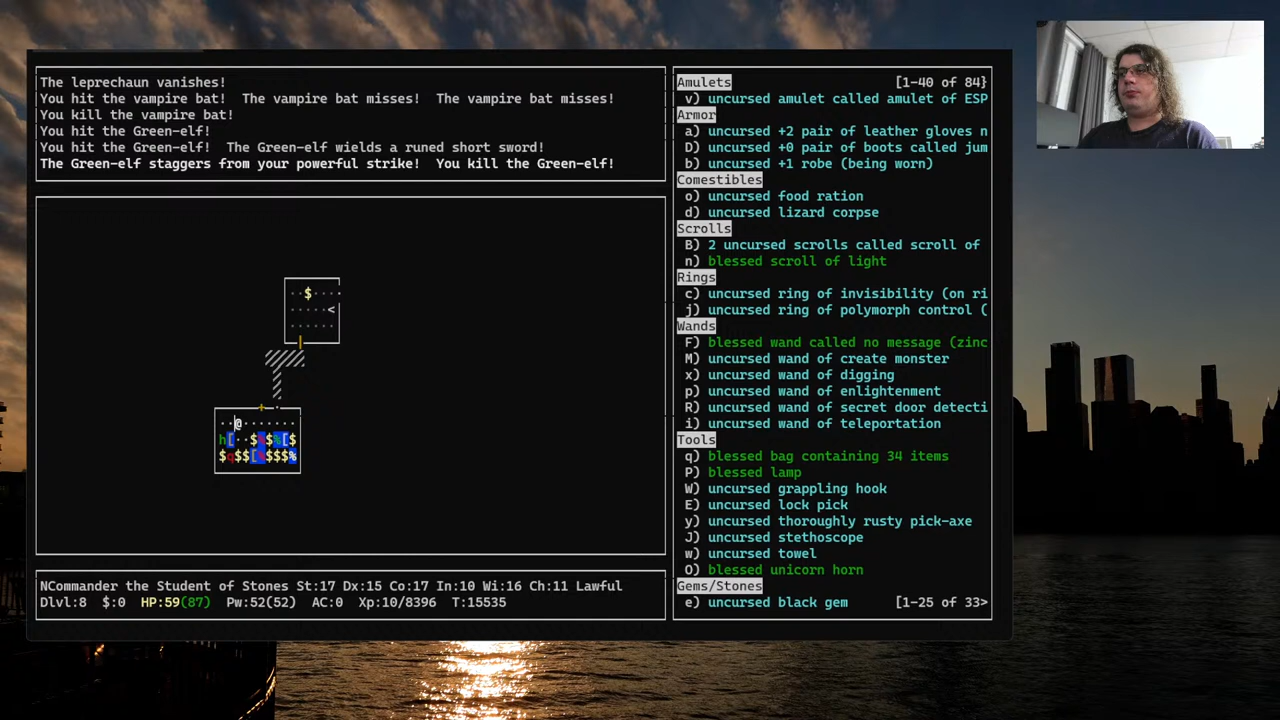 The leprechaun vanishes!
You hit the vampire bat!  The vampire bat misses!  The vampire bat misses!
You kill the vampire bat!
You hit the Green-elf!
You hit the Green-elf!  The Green-elf wields a runed short sword!
The Green-elf staggers from your powerful strike!  You kill the Green-elf!
··$····
·····<
······
··@·······
h[··$%$%[$
$q$$[%$$$%
NCommander the Student of Stones St:17 Dx:15 Co:17 In:10 Wi:16 Ch:11 Lawful
Dlvl:8  $:0  HP:59(87)  Pw:52(52)  AC:0  Xp:10/8396  T:15535
Amulets [1-40 of 84}
v) uncursed amulet called amulet of ESP
Armor
a) uncursed +2 pair of leather gloves n
D) uncursed +0 pair of boots called jum
b) uncursed +1 robe (being worn)
Comestibles
o) uncursed food ration
d) uncursed lizard corpse
Scrolls
B) 2 uncursed scrolls called scroll of
n) blessed scroll of light
Rings
c) uncursed ring of invisibility (on ri
j) uncursed ring of polymorph control (
Wands
F) blessed wand called no message (zinc
M) uncursed wand of create monster
x) uncursed wand of digging
p) uncursed wand of enlightenment
R) uncursed wand of secret door detecti
i) uncursed wand of teleportation
Tools
q) blessed bag containing 34 items
P) blessed lamp
W) uncursed grappling hook
E) uncursed lock pick
y) uncursed thoroughly rusty pick-axe
J) uncursed stethoscope
w) uncursed towel
O) blessed unicorn horn
Gems/Stones
e) uncursed black gem [1-25 of 33>